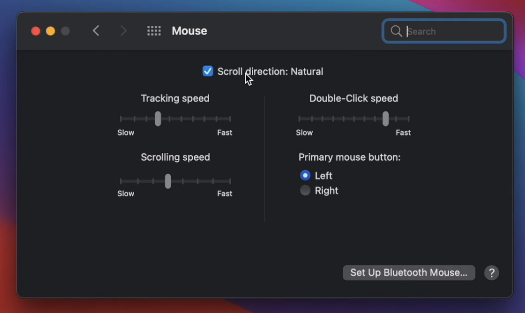 Mouse
Search
Scroll direction: Natural
Tracking speed
Slow
Fast
Double-Click speed
Slow
Fast
Scrolling speed
Slow
Fast
Primary mouse button:
Left
Right
Set Up Bluetooth Mouse...
?